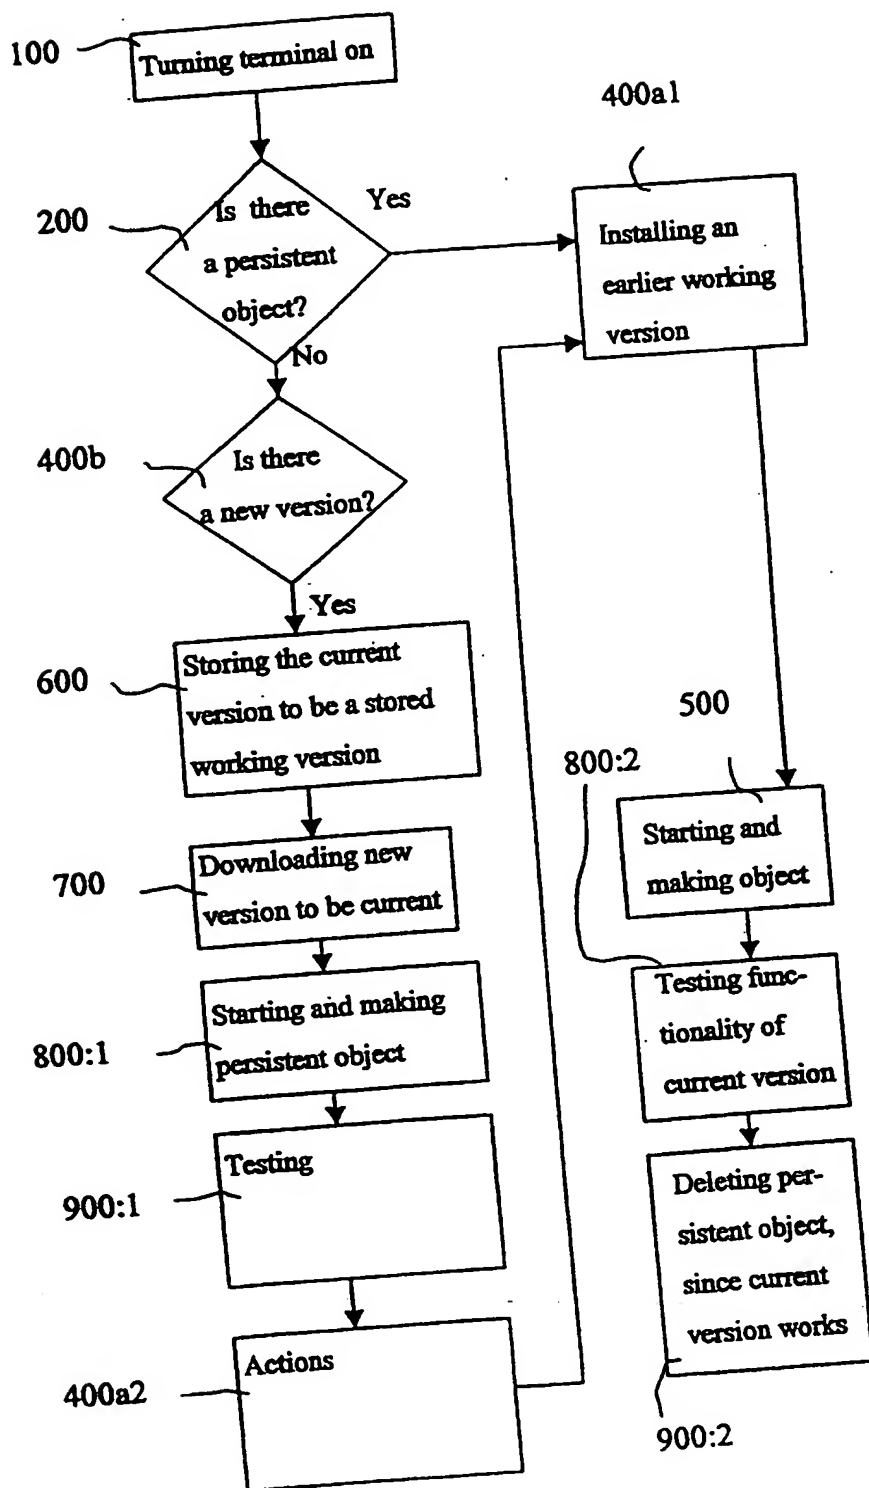 100
Turning terminal on
400a1
200
Is there
a persistent
object?
Yes
Installing an
earlier working
version
No
400b
Is there
a new version?
Yes
600
Storing the current
version to be a stored
working version
500
800:2
700
Downloading new
version to be current
Starting and
making object
800:1
Starting and making
persistent object
Testing func-
tionality of
current version
900:1
Testing
Deleting per-
sistent object,
since current
version works
400a2
Actions
900:2